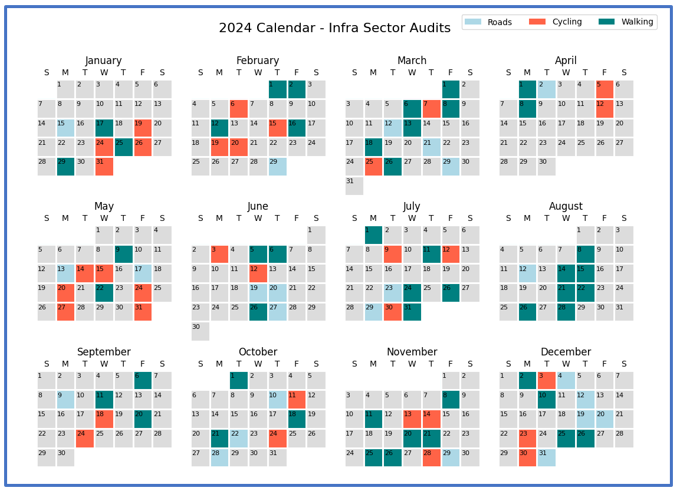 2024 Calendar - Infra Sector Audits
Roads Cycling Walking
January February March April
S M T W T F S S M T W T F S S M T W T F S S M T W T F S
1 2 3 4 5 6 1 2 3 1 2 1 2 3 4 5 6
7 8 9 10 11 12 13 4 5 6 7 8 9 10 3 4 5 6 7 8 9 7 8 9 10 11 12 13
14 15 16 17 18 19 20 11 12 13 14 15 16 17 10 11 12 13 14 15 16 14 15 16 17 18 19 20
21 22 23 24 25 26 27 18 19 20 21 22 23 24 17 18 19 20 21 22 23 21 22 23 24 25 26 27
28 29 30 31 25 26 27 28 29 24 25 26 27 28 29 30 28 29 30
31
May June July August
S M T W T F S S M T W T F S S M T W T F S S M T W T F S
1 2 3 4 1 1 2 3 4 5 6 1 2 3
5 6 7 8 9 10 11 2 3 4 5 6 7 8 7 8 9 10 11 12 13 4 5 6 7 8 9 10
12 13 14 15 16 17 18 9 10 11 12 13 14 15 14 15 16 17 18 19 20 11 12 13 14 15 16 17
19 20 21 22 23 24 25 16 17 18 19 20 21 22 21 22 23 24 25 26 27 18 19 20 21 22 23 24
26 27 28 29 30 31 23 24 25 26 27 28 29 28 29 30 31 25 26 27 28 29 30 31
30
September October November December
S M T W T F S S M T W T F S S M T W T F S S M T W T F S
1 2 3 4 5 6 7 1 2 3 4 5 1 2 1 2 3 4 5 6 7
8 9 10 11 12 13 14 6 7 8 9 10 11 12 3 4 5 6 7 8 9 8 9 10 11 12 13 14
15 16 17 18 19 20 21 13 14 15 16 17 18 19 10 11 12 13 14 15 16 15 16 17 18 19 20 21
22 23 24 25 26 27 28 20 21 22 23 24 25 26 17 18 19 20 21 22 23 22 23 24 25 26 27 28
29 30 27 28 29 30 31 24 25 26 27 28 29 30 29 30 31